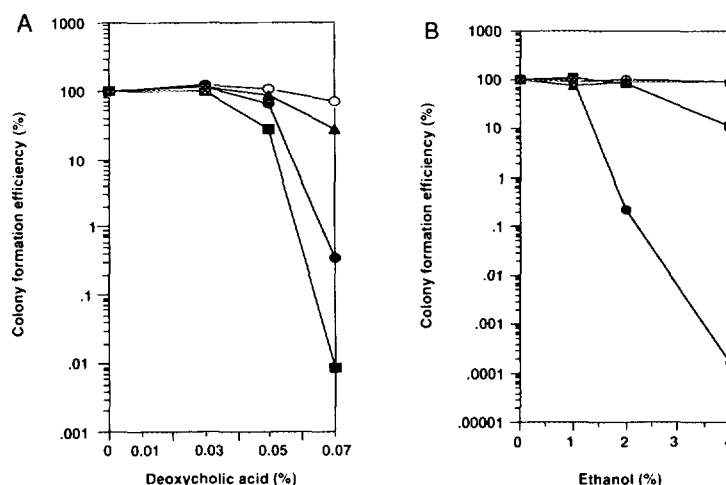 A
Colony formation efficiency (%)
1000
100
10
1
.1
.01
.001
0 0.01 0.03 0.05 0.07
Deoxycholic acid (%)
B
Colony formation efficiency (%)
1000
100
10
1
.1
.01
.001
.0001
.00001
0 1 2 3 4
Ethanol (%)